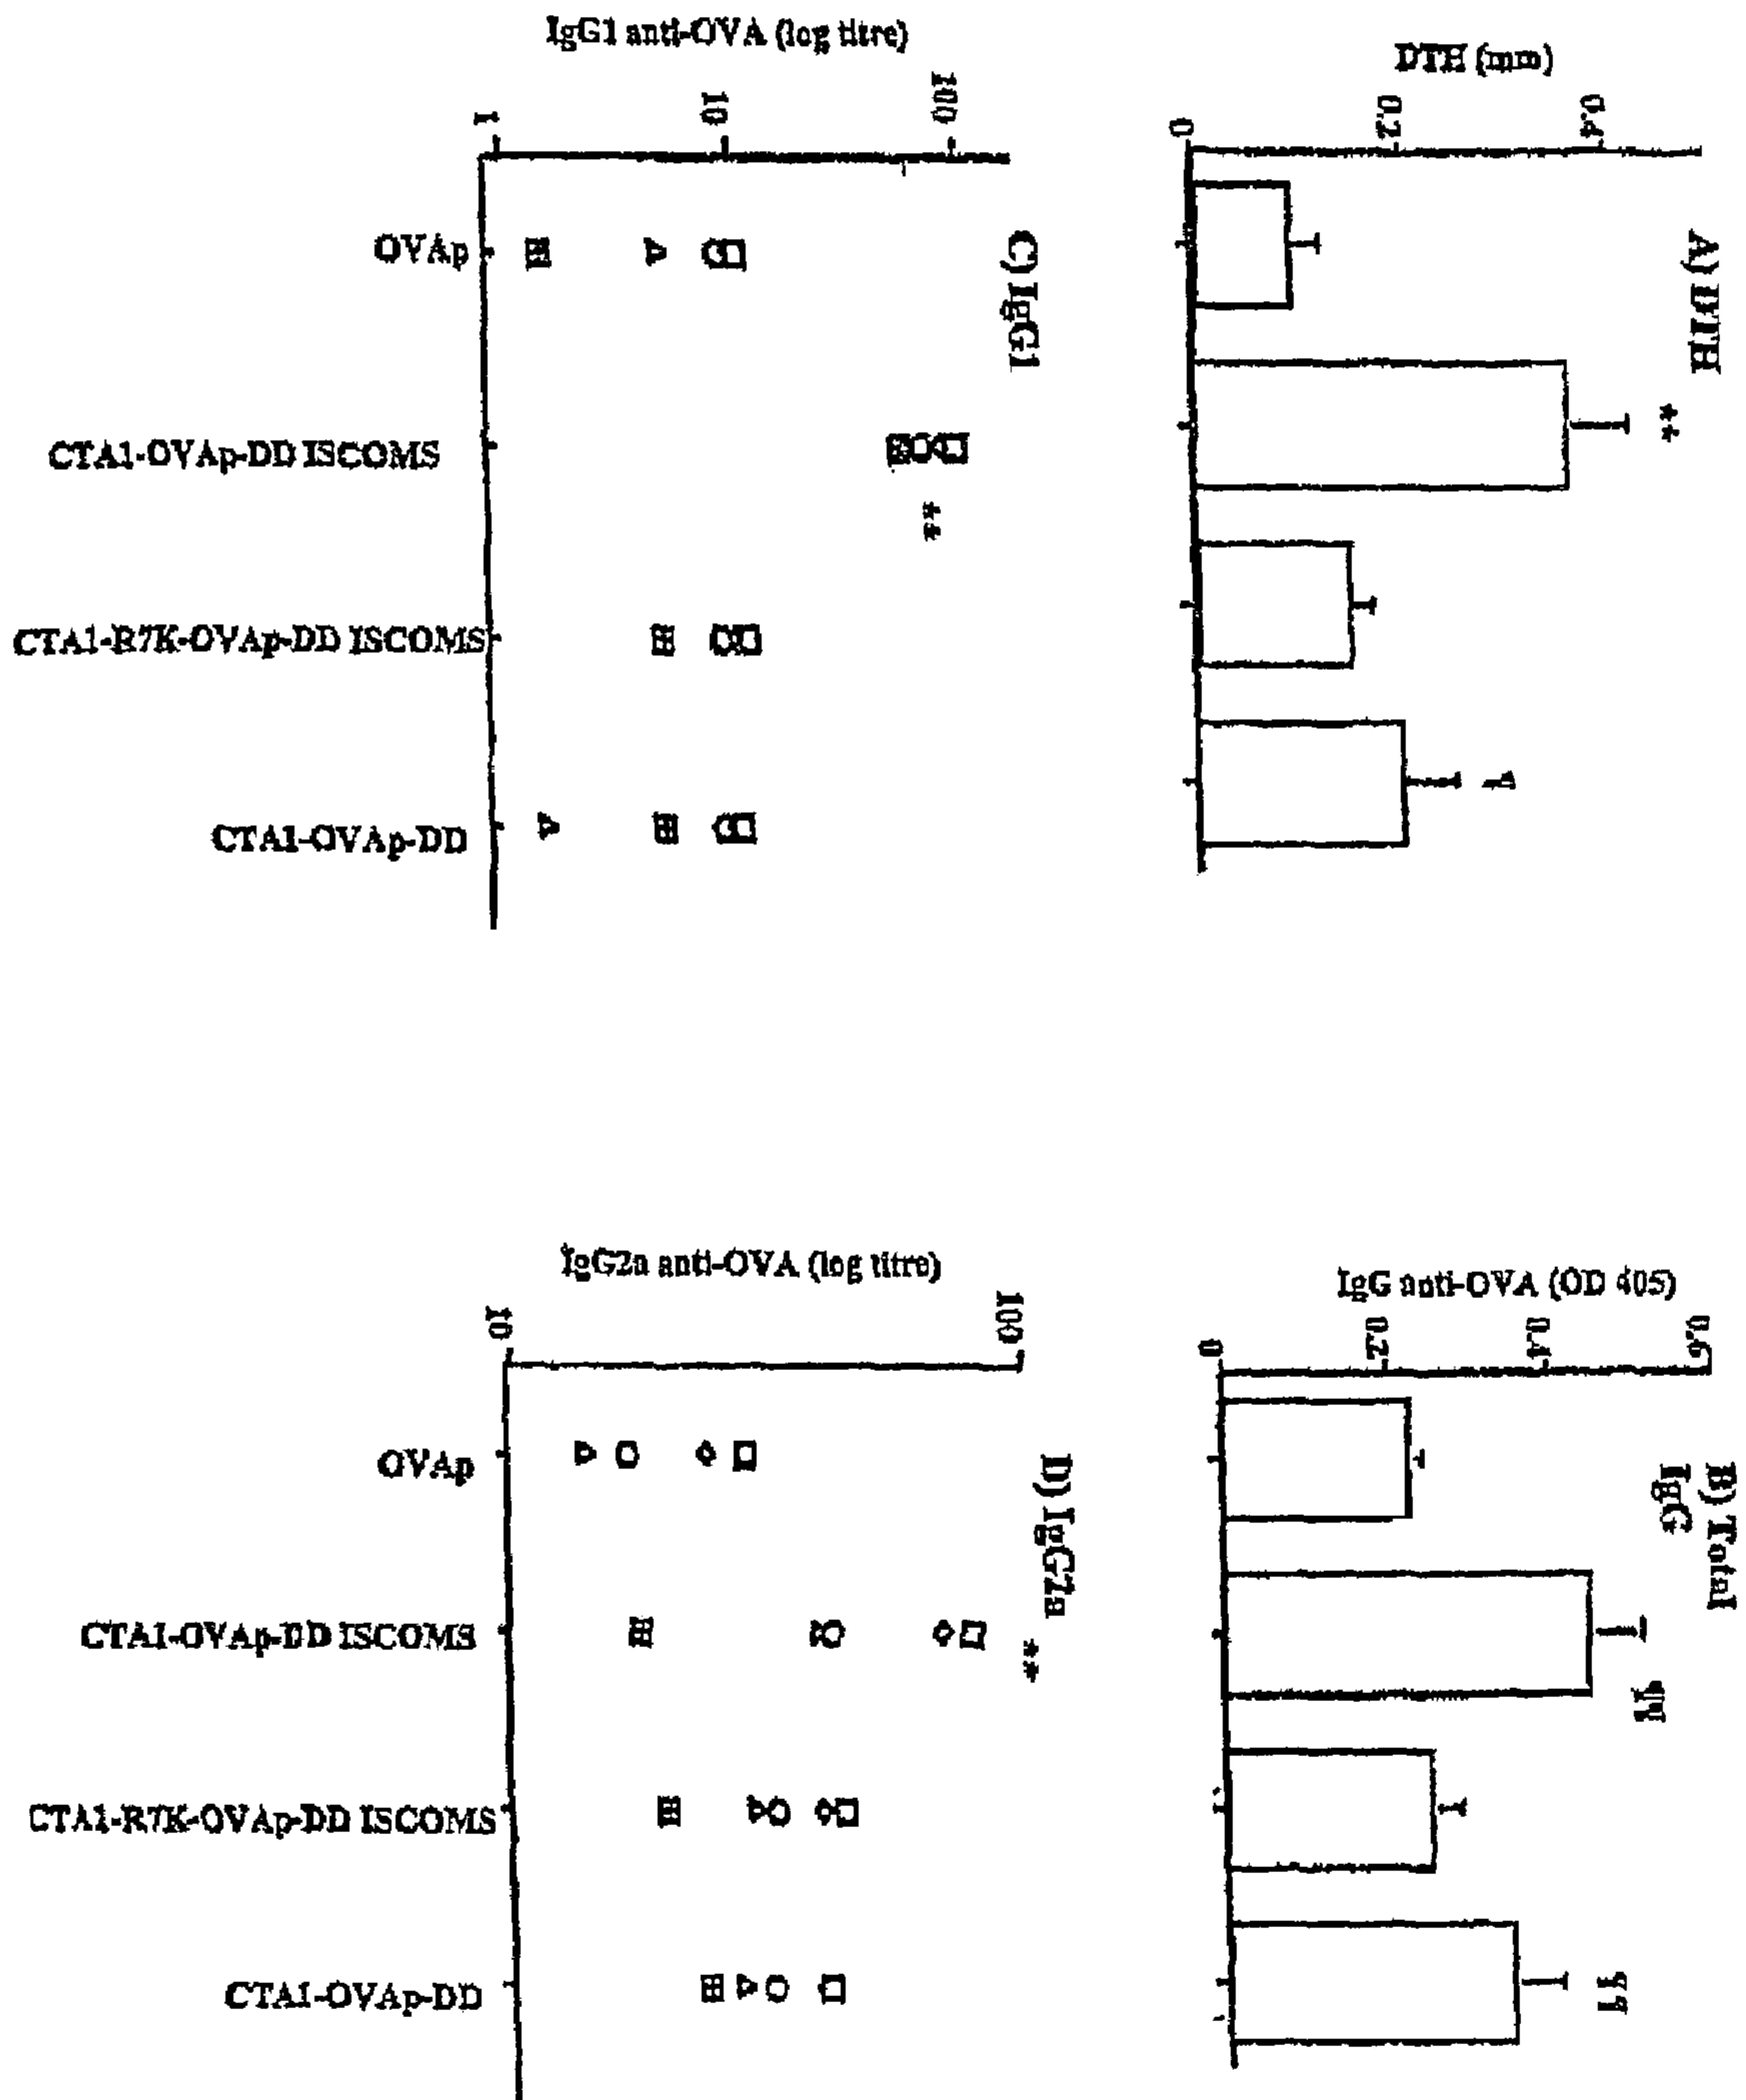 A) DTH
DTH (mm)
0.4
0.2
0
**
B) Total
IgG
IgG anti-OVA (OD 405)
0.6
0.4
0.2
0
C) IgG1
IgG1 anti-OVA (log titre)
100
10
1
**
OVAp
CTA1-OVAp-DD ISCOMS
CTA1-R7K-OVAp-DD ISCOMS
CTA1-OVAp-DD
D) IgG2a
IgG2a anti-OVA (log titre)
100
10
**
OVAp
CTA1-OVAp-DD ISCOMS
CTA1-R7K-OVAp-DD ISCOMS
CTA1-OVAp-DD